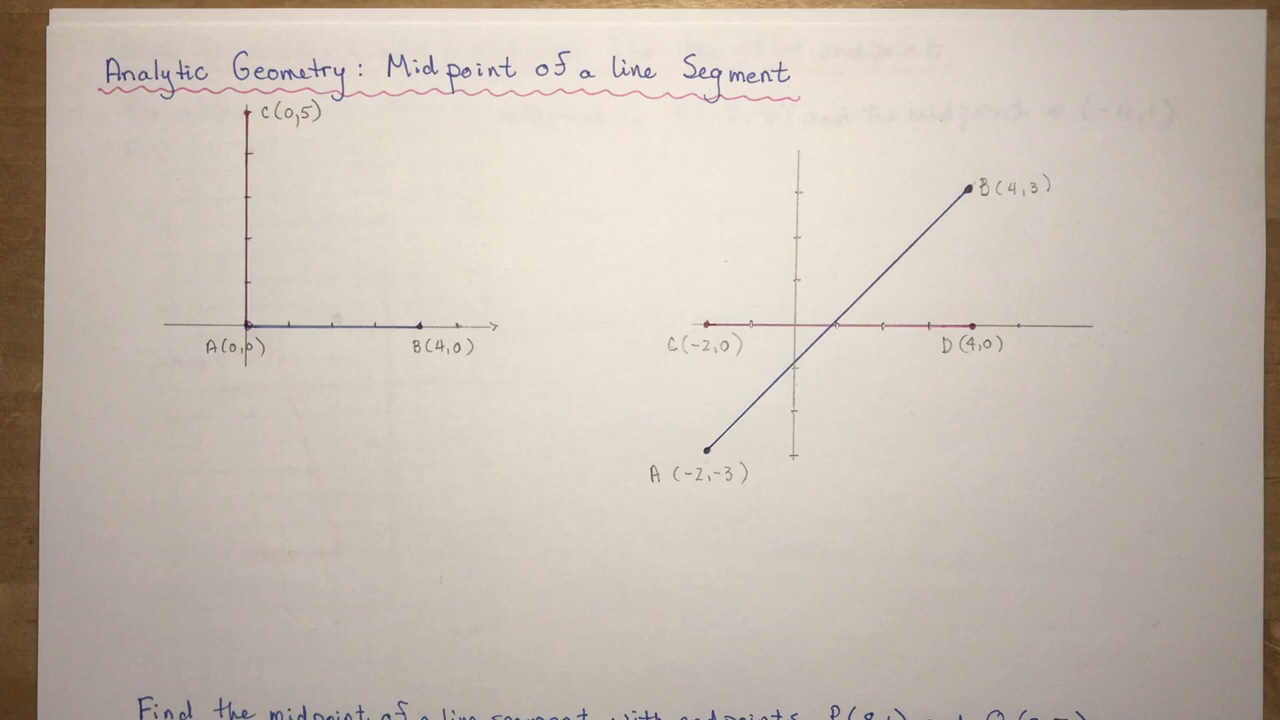 Analytic Geometry: Midpoint of a line Segment
C(0,5)
A(0,0)
B(4,0)
B(4,3)
C(-2,0)
D(4,0)
A(-2,-3)
Find the midpoint of a line segment with endpoints